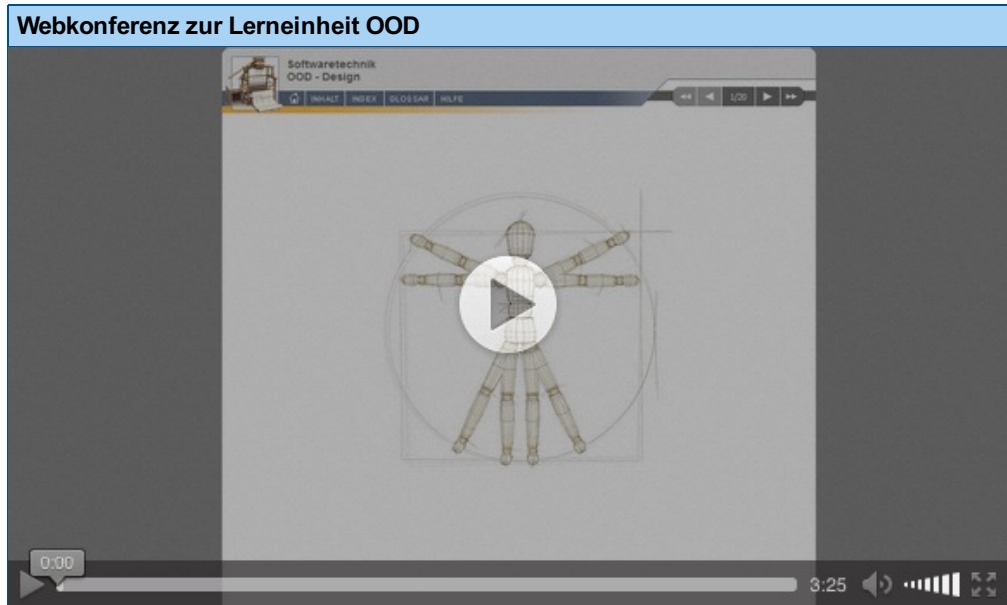 Webkonferenz zur Lerneinheit OOD
Softwaretechnik
OOD - Design
INHALT INDEX GLOSSAR HILFE
1/20
0:00
3:25